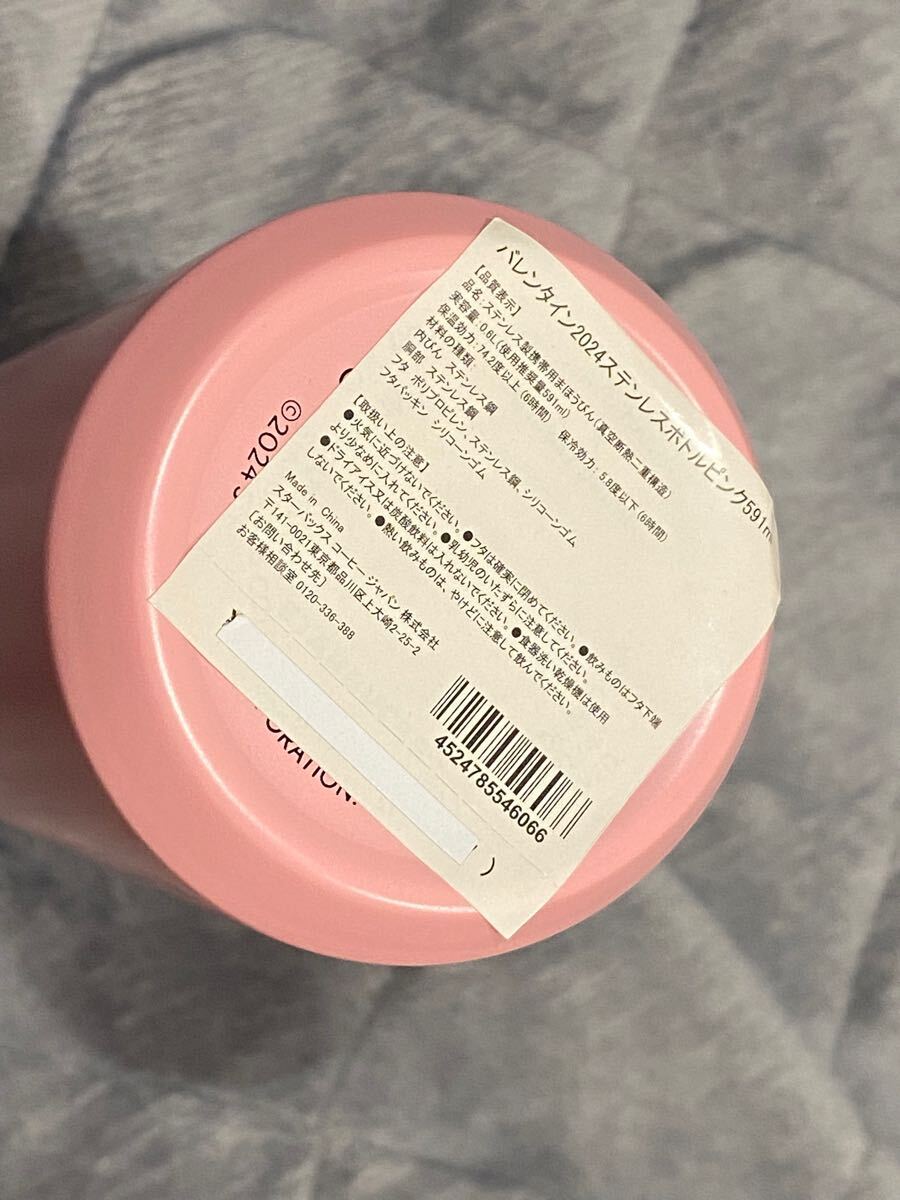 バレンタイン2024ステンレスボトルピンク591m
【品質表示】
品名:ステンレス製携帯用まほうびん(真空断熱二重構造)
実容量:0.6L(使用推奨量591ml)
保温効力:74.2度以上(6時間) 保冷効力:5.8度以下(6時間)
材料の種類:
内びん ステンレス鋼
胴部 ステンレス鋼
フタ ポリプロピレン、ステンレス鋼、シリコーンゴム
フタパッキン シリコーンゴム
【取扱い上の注意】
●火気に近づけないでください。●フタは確実に閉めてください。●飲みものはフタ下端
より少なめに入れてください。●乳幼児のいたずらに注意してください。
●ドライアイス又は炭酸飲料は入れないでください。●食器洗い乾燥機は使用
しないでください。●熱い飲みものは、やけどに注意して飲んでください。
Made in China
スターバックス コーヒー ジャパン 株式会社
〒141-0021東京都品川区上大崎2-25-2
[お問い合わせ先]
お客様相談室 0120-336-388
4524785546066
)
©2024
ORATION.